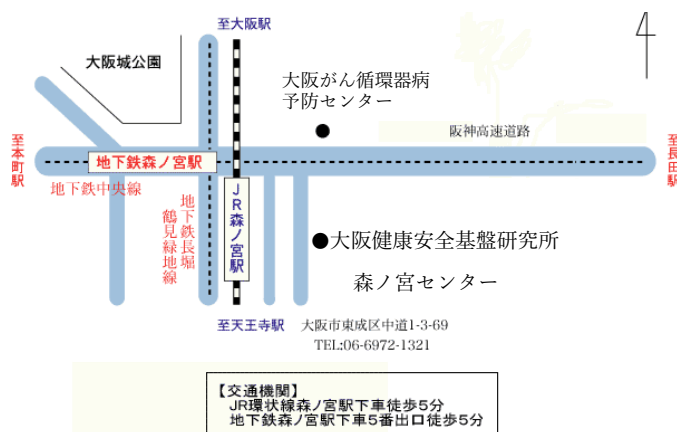 至大阪駅
大阪城公園
大阪がん循環器病
予防センター
阪神高速道路
至本町駅
地下鉄森ノ宮駅
至長田駅
地下鉄中央線
地下鉄長堀
鶴見緑地線
JR森ノ宮駅
●大阪健康安全基盤研究所
森ノ宮センター
至天王寺駅
大阪市東成区中道1-3-69
TEL:06-6972-1321
【交通機関】
JR環状線森ノ宮駅下車徒歩5分
地下鉄森ノ宮駅下車5番出口徒歩5分